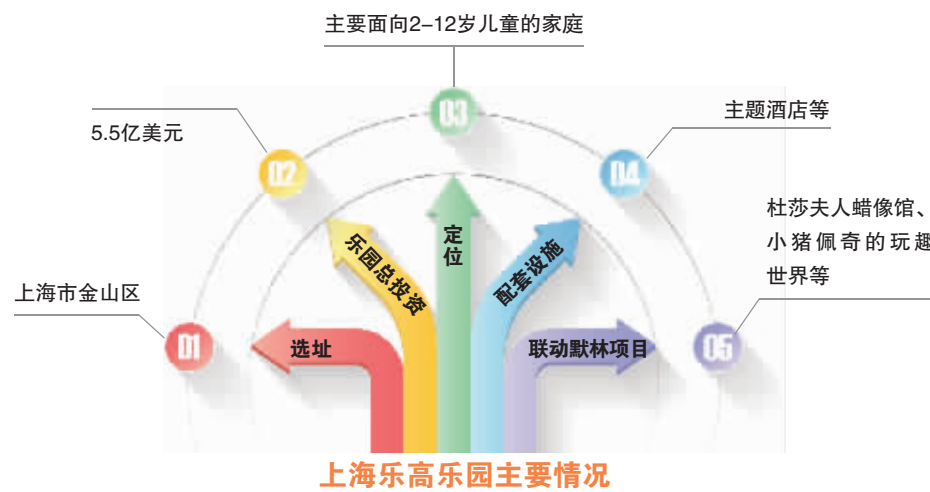 主要面向2–12岁儿童的家庭
03
5.5亿美元
主题酒店等
02
04
杜莎夫人蜡像馆、
小猪佩奇的玩趣
世界等
上海市金山区
01
05
选址
乐园总投资
定位
配套设施
联动默林项目
上海乐高乐园主要情况